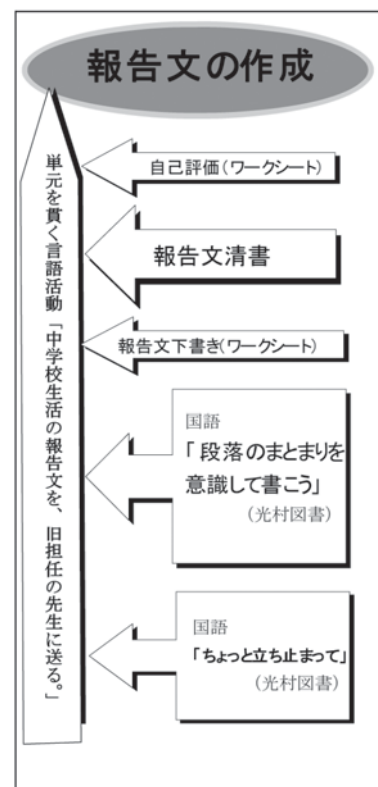 報告文の作成
単元を貫く言語活動「中学校生活の報告文を、旧担任の先生に送る。」
自己評価(ワークシート)
報告文清書
報告文下書き(ワークシート)
国語
「段落のまとまりを
意識して書こう」
(光村図書)
国語
「ちょっと立ち止まって」
(光村図書)